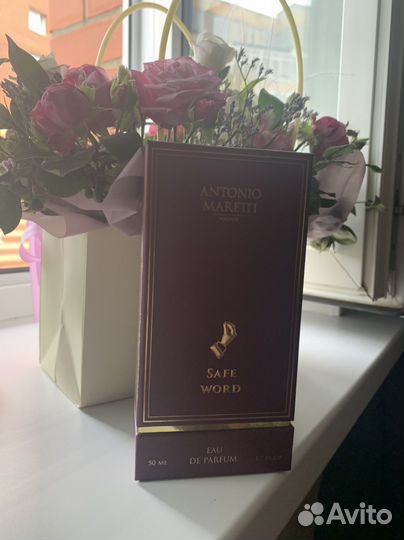 ANTONIO
MARETTI
SAFE
WORD
EAU
DE PARFUM
50 ML
Avito